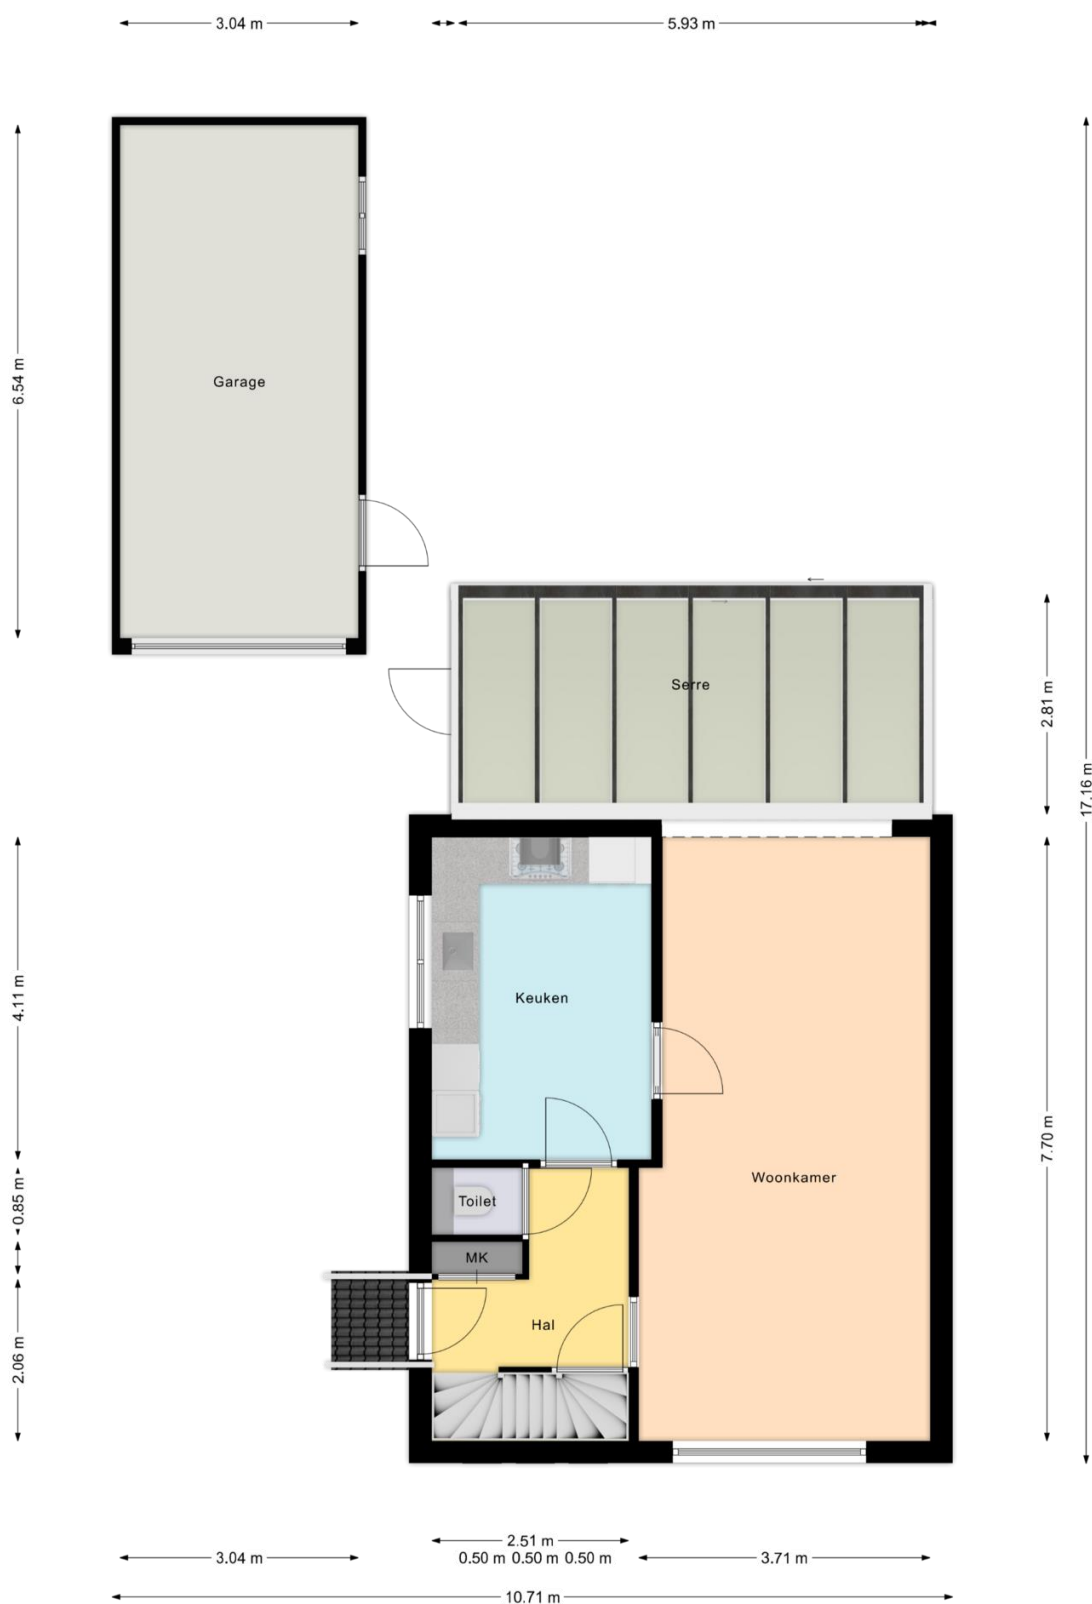 3.04 m
5.93 m
6.54 m
Garage
17.16 m
2.81 m
Serre
4.11 m
Keuken
7.70 m
Woonkamer
0.85 m
Toilet
MK
2.06 m
Hal
2.51 m
0.50 m 0.50 m 0.50 m
3.04 m
3.71 m
10.71 m